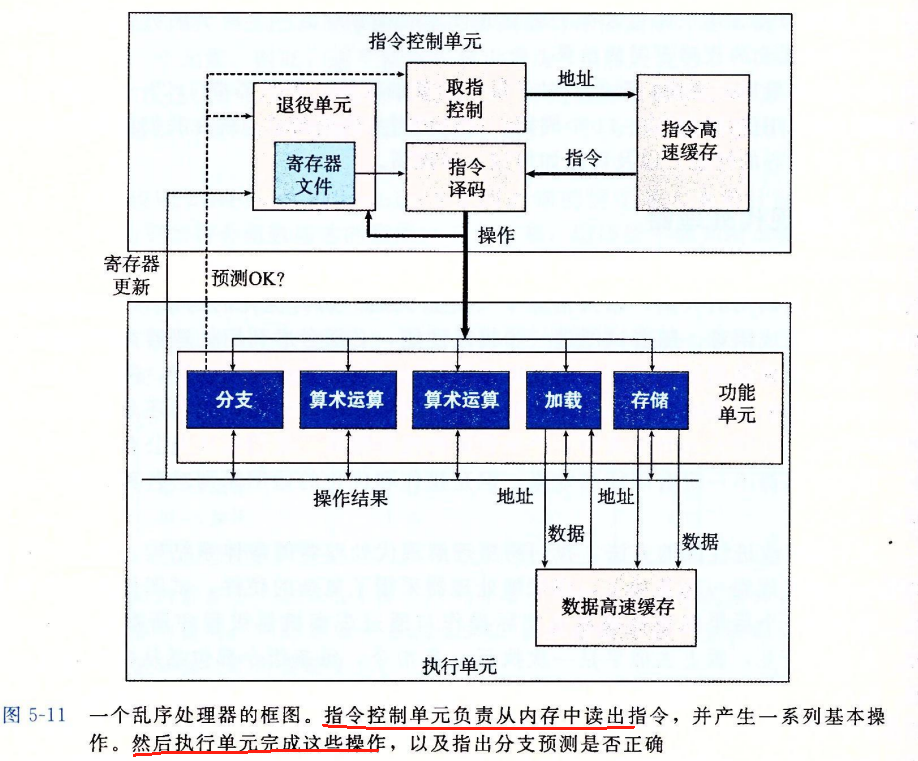 指令控制单元
取指
控制
地址
指令高
速缓存
退役单元
寄存器
文件
指令
译码
指令
操作
寄存器
更新
预测OK?
分支
算术运算
算术运算
加载
存储
功能
单元
操作结果
地址
地址
数据
数据
数据高速缓存
执行单元
图 5-11 一个乱序处理器的框图。指令控制单元负责从内存中读出指令，并产生一系列基本操
作。然后执行单元完成这些操作，以及指出分支预测是否正确